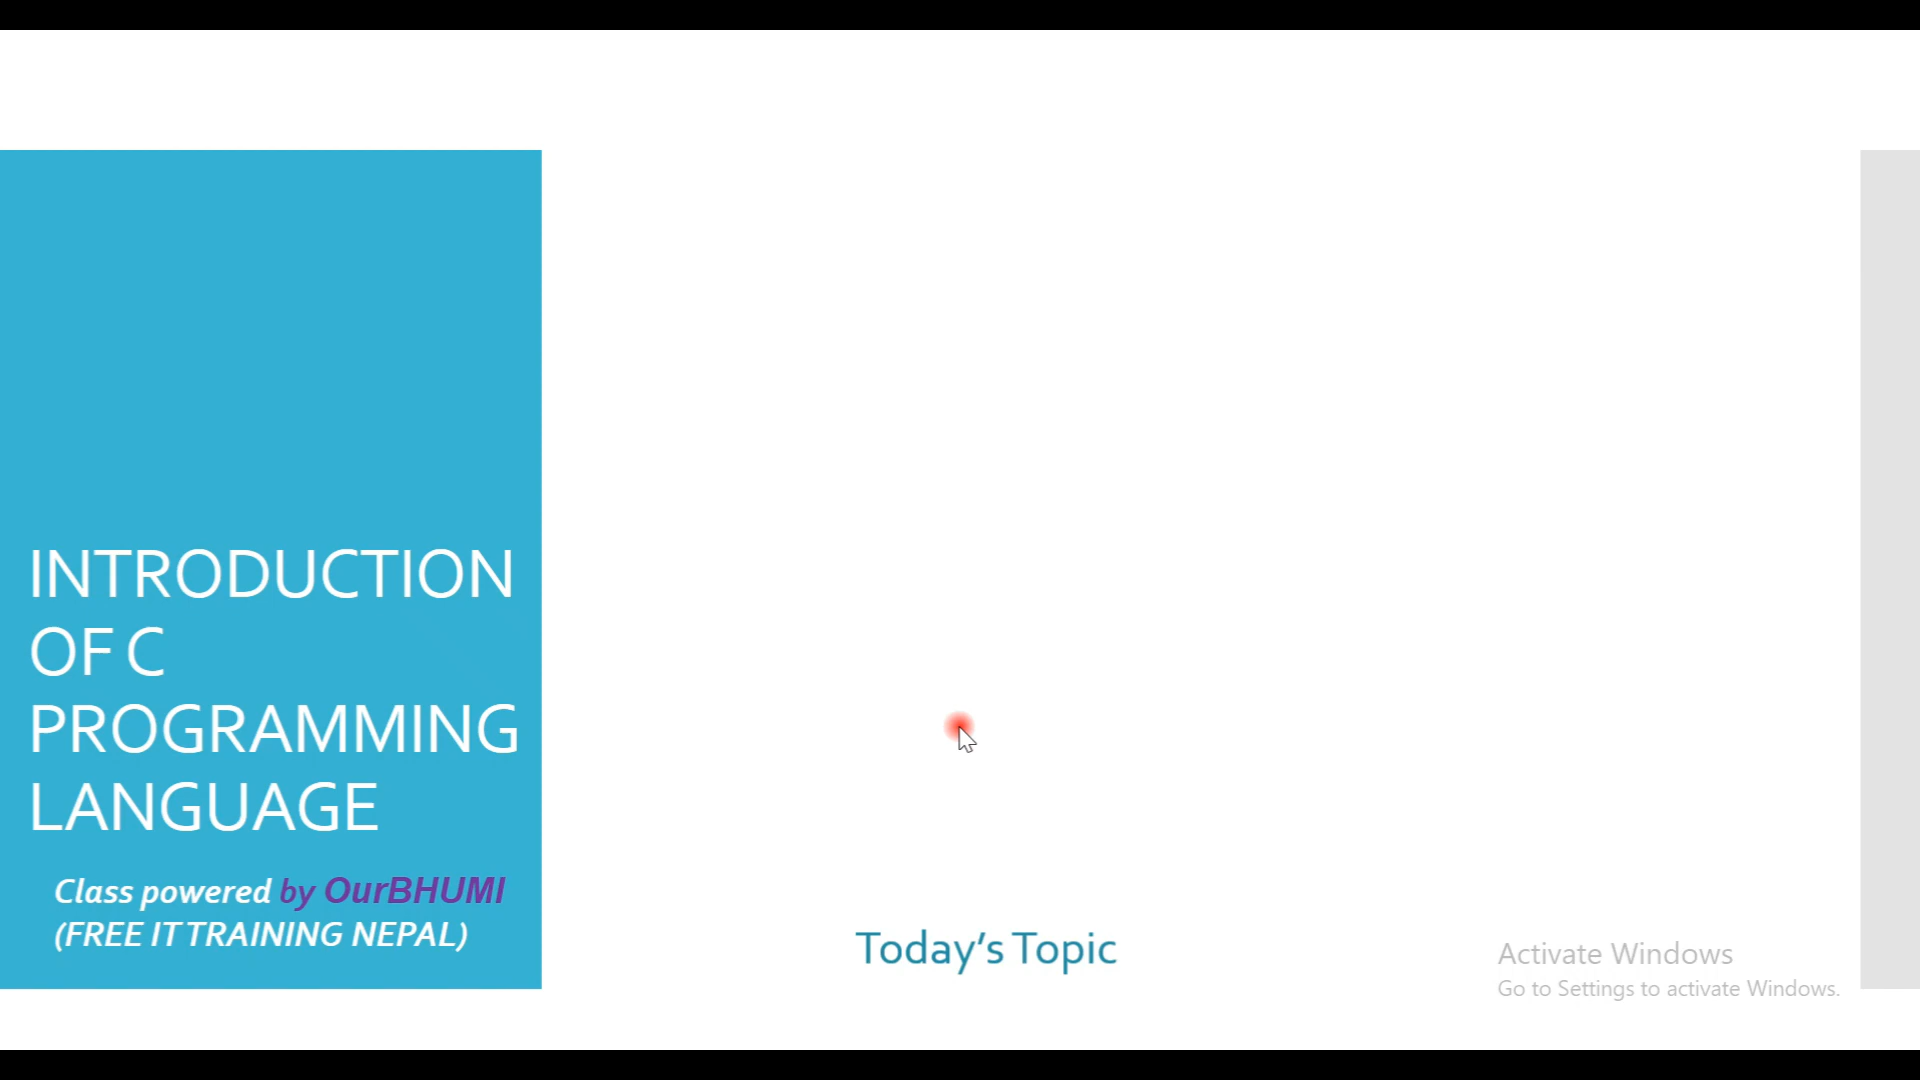 INTRODUCTION
OF C
PROGRAMMING
LANGUAGE
Class powered by OurBHUMI
(FREE IT TRAINING NEPAL)
Today's Topic
Activate Windows
Go to Settings to activate Windows.